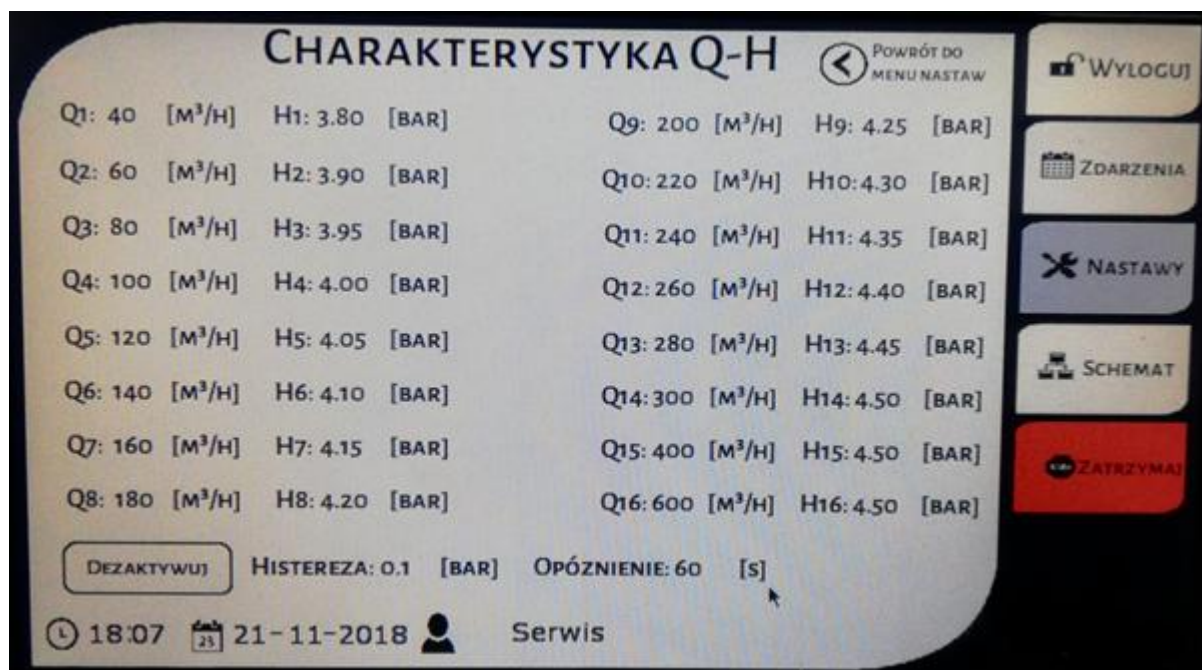 CHARAKTERYSTYKA Q-H
POWRÓT DO
MENU NASTAW
Q1: 40 [M³/H] H1: 3.80 [BAR]
Q2: 60 [M³/H] H2: 3.90 [BAR]
Q3: 80 [M³/H] H3: 3.95 [BAR]
Q4: 100 [M³/H] H4: 4.00 [BAR]
Q5: 120 [M³/H] H5: 4.05 [BAR]
Q6: 140 [M³/H] H6: 4.10 [BAR]
Q7: 160 [M³/H] H7: 4.15 [BAR]
Q8: 180 [M³/H] H8: 4.20 [BAR]
Q9: 200 [M³/H] H9: 4.25 [BAR]
Q10: 220 [M³/H] H10: 4.30 [BAR]
Q11: 240 [M³/H] H11: 4.35 [BAR]
Q12: 260 [M³/H] H12: 4.40 [BAR]
Q13: 280 [M³/H] H13: 4.45 [BAR]
Q14: 300 [M³/H] H14: 4.50 [BAR]
Q15: 400 [M³/H] H15: 4.50 [BAR]
Q16: 600 [M³/H] H16: 4.50 [BAR]
DEZAKTYWUJ HISTEREZA: 0.1 [BAR] OPÓZNIENIE: 60 [S]
18:07 23 21-11-2018 Serwis
WYLOGUJ
ZDARZENIA
NASTAWY
SCHEMAT
ZATRZYMAJ